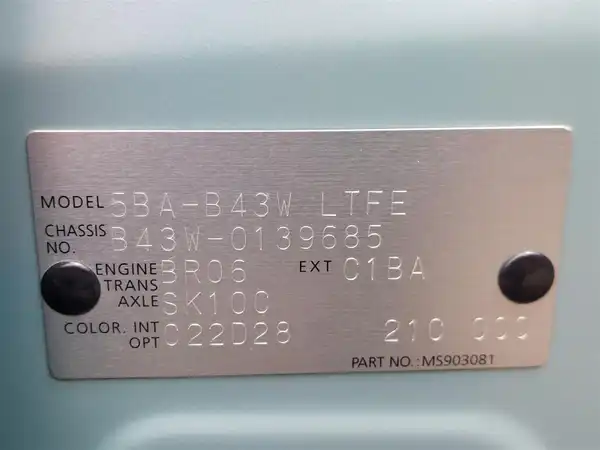 MODEL 5BA-B43W LTFE
CHASSIS NO. B43W-0139685
ENGINE BR06 EXT C1BA
TRANS AXLE SK100
COLOR. INT OPT C22D28 210 000
PART NO.: MS903081